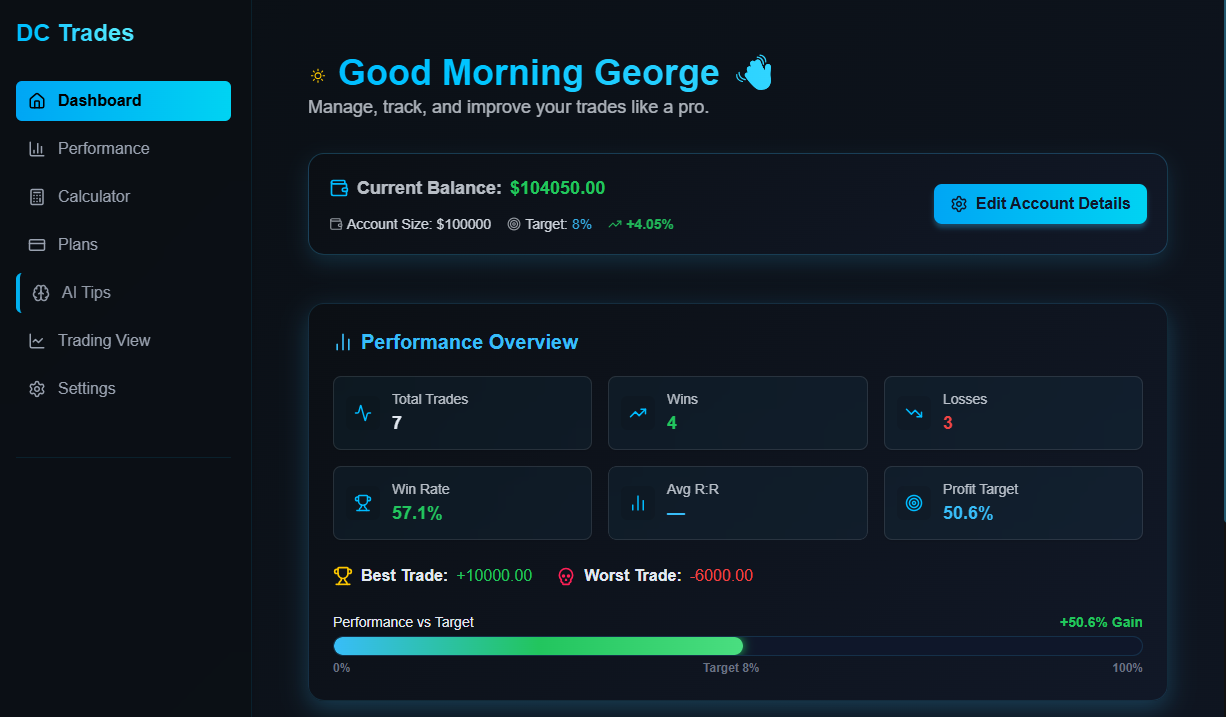 DC Trades
Dashboard
Performance
Calculator
Plans
AI Tips
Trading View
Settings
Good Morning George
Manage, track, and improve your trades like a pro.
Current Balance: $104050.00
Account Size: $100000 Target: 8% +4.05%
Edit Account Details
Performance Overview
Total Trades
7
Wins
4
Losses
3
Win Rate
57.1%
Avg R:R
—
Profit Target
50.6%
Best Trade: +10000.00 Worst Trade: -6000.00
Performance vs Target +50.6% Gain
0% Target 8% 100%